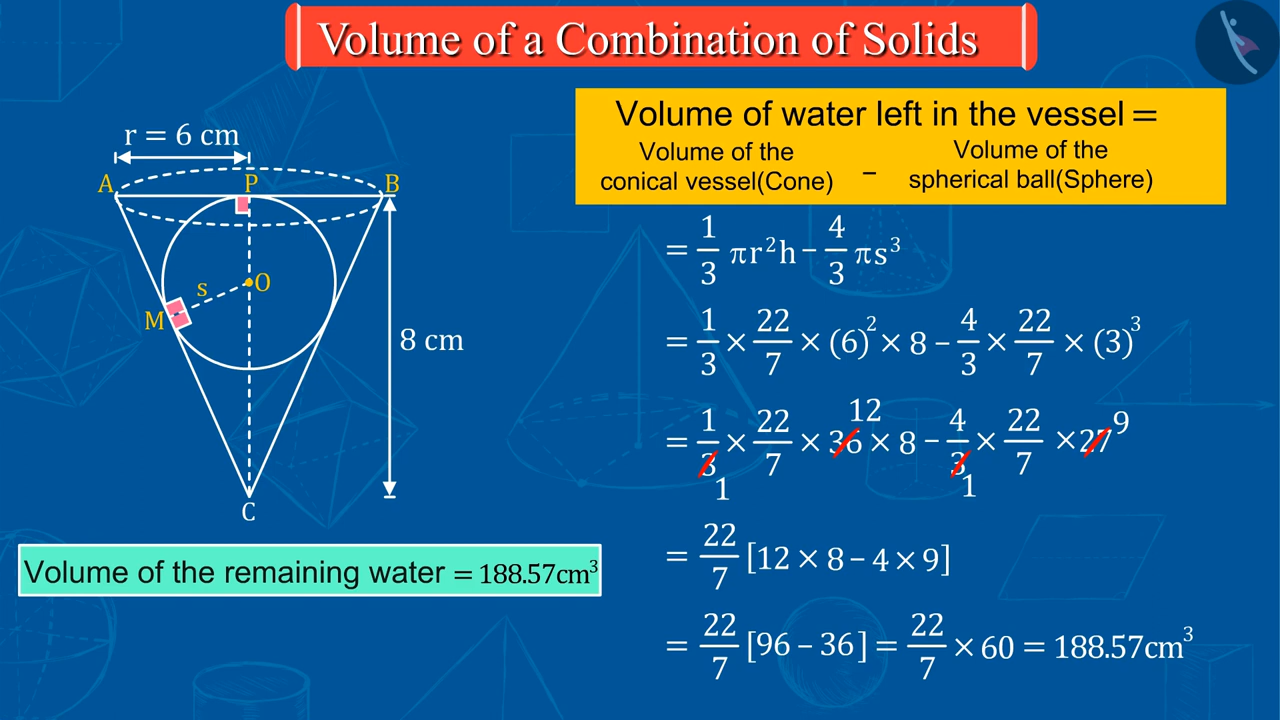 Volume of a Combination of Solids
r = 6 cm
A P B
s O
M
8 cm
C
Volume of the remaining water = 188.57cm³
Volume of water left in the vessel =
Volume of the conical vessel(Cone) – Volume of the spherical ball(Sphere)
= 1/3 πr²h – 4/3 πs³
= 1/3 × 22/7 × (6)² × 8 – 4/3 × 22/7 × (3)³
12 9
= 1/3 × 22/7 × 36 × 8 – 4/3 × 22/7 × 27
1 1
= 22/7 [12 × 8 – 4 × 9]
= 22/7 [96 – 36] = 22/7 × 60 = 188.57cm³